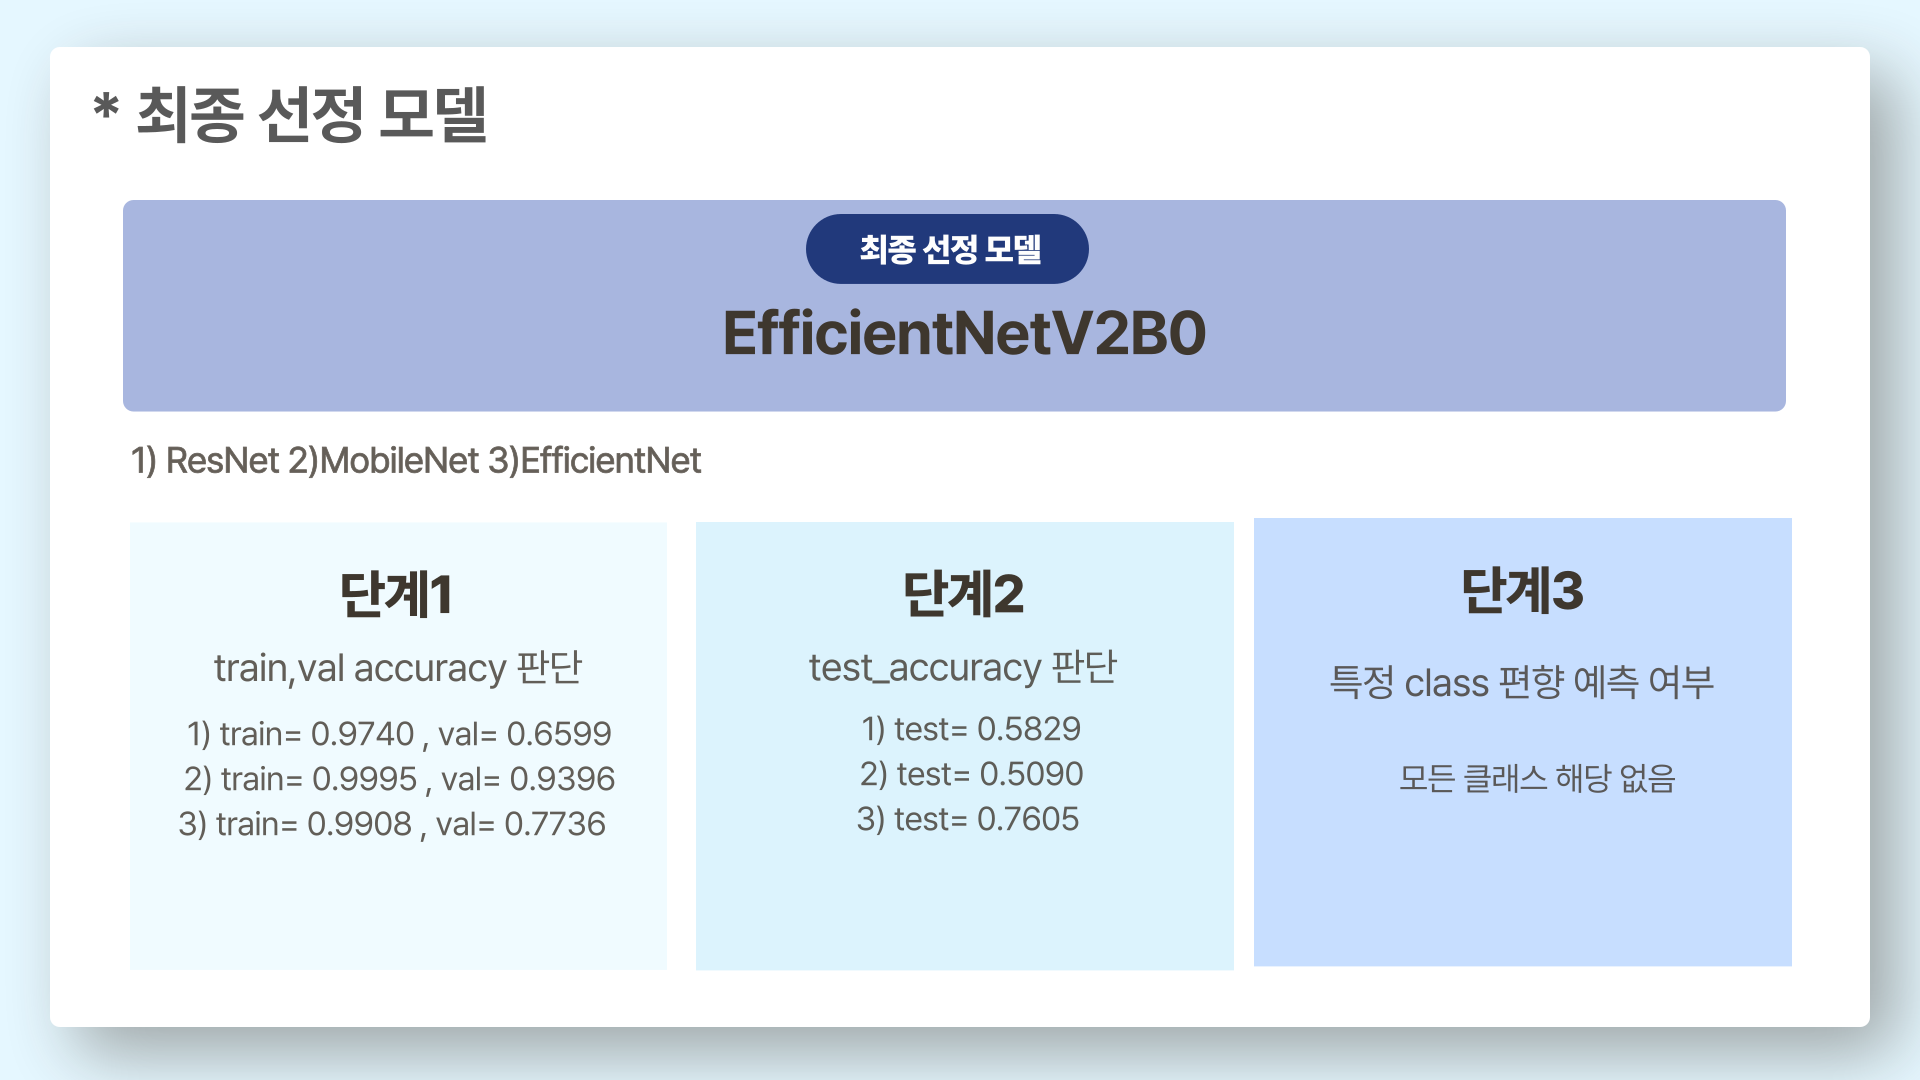 * 최종 선정 모델
최종 선정 모델
EfficientNetV2B0
1) ResNet 2)MobileNet 3)EfficientNet
단계1
train,val accuracy 판단
1) train= 0.9740 , val= 0.6599
2) train= 0.9995 , val= 0.9396
3) train= 0.9908 , val= 0.7736
단계2
test_accuracy 판단
1) test= 0.5829
2) test= 0.5090
3) test= 0.7605
단계3
특정 class 편향 예측 여부
모든 클래스 해당 없음